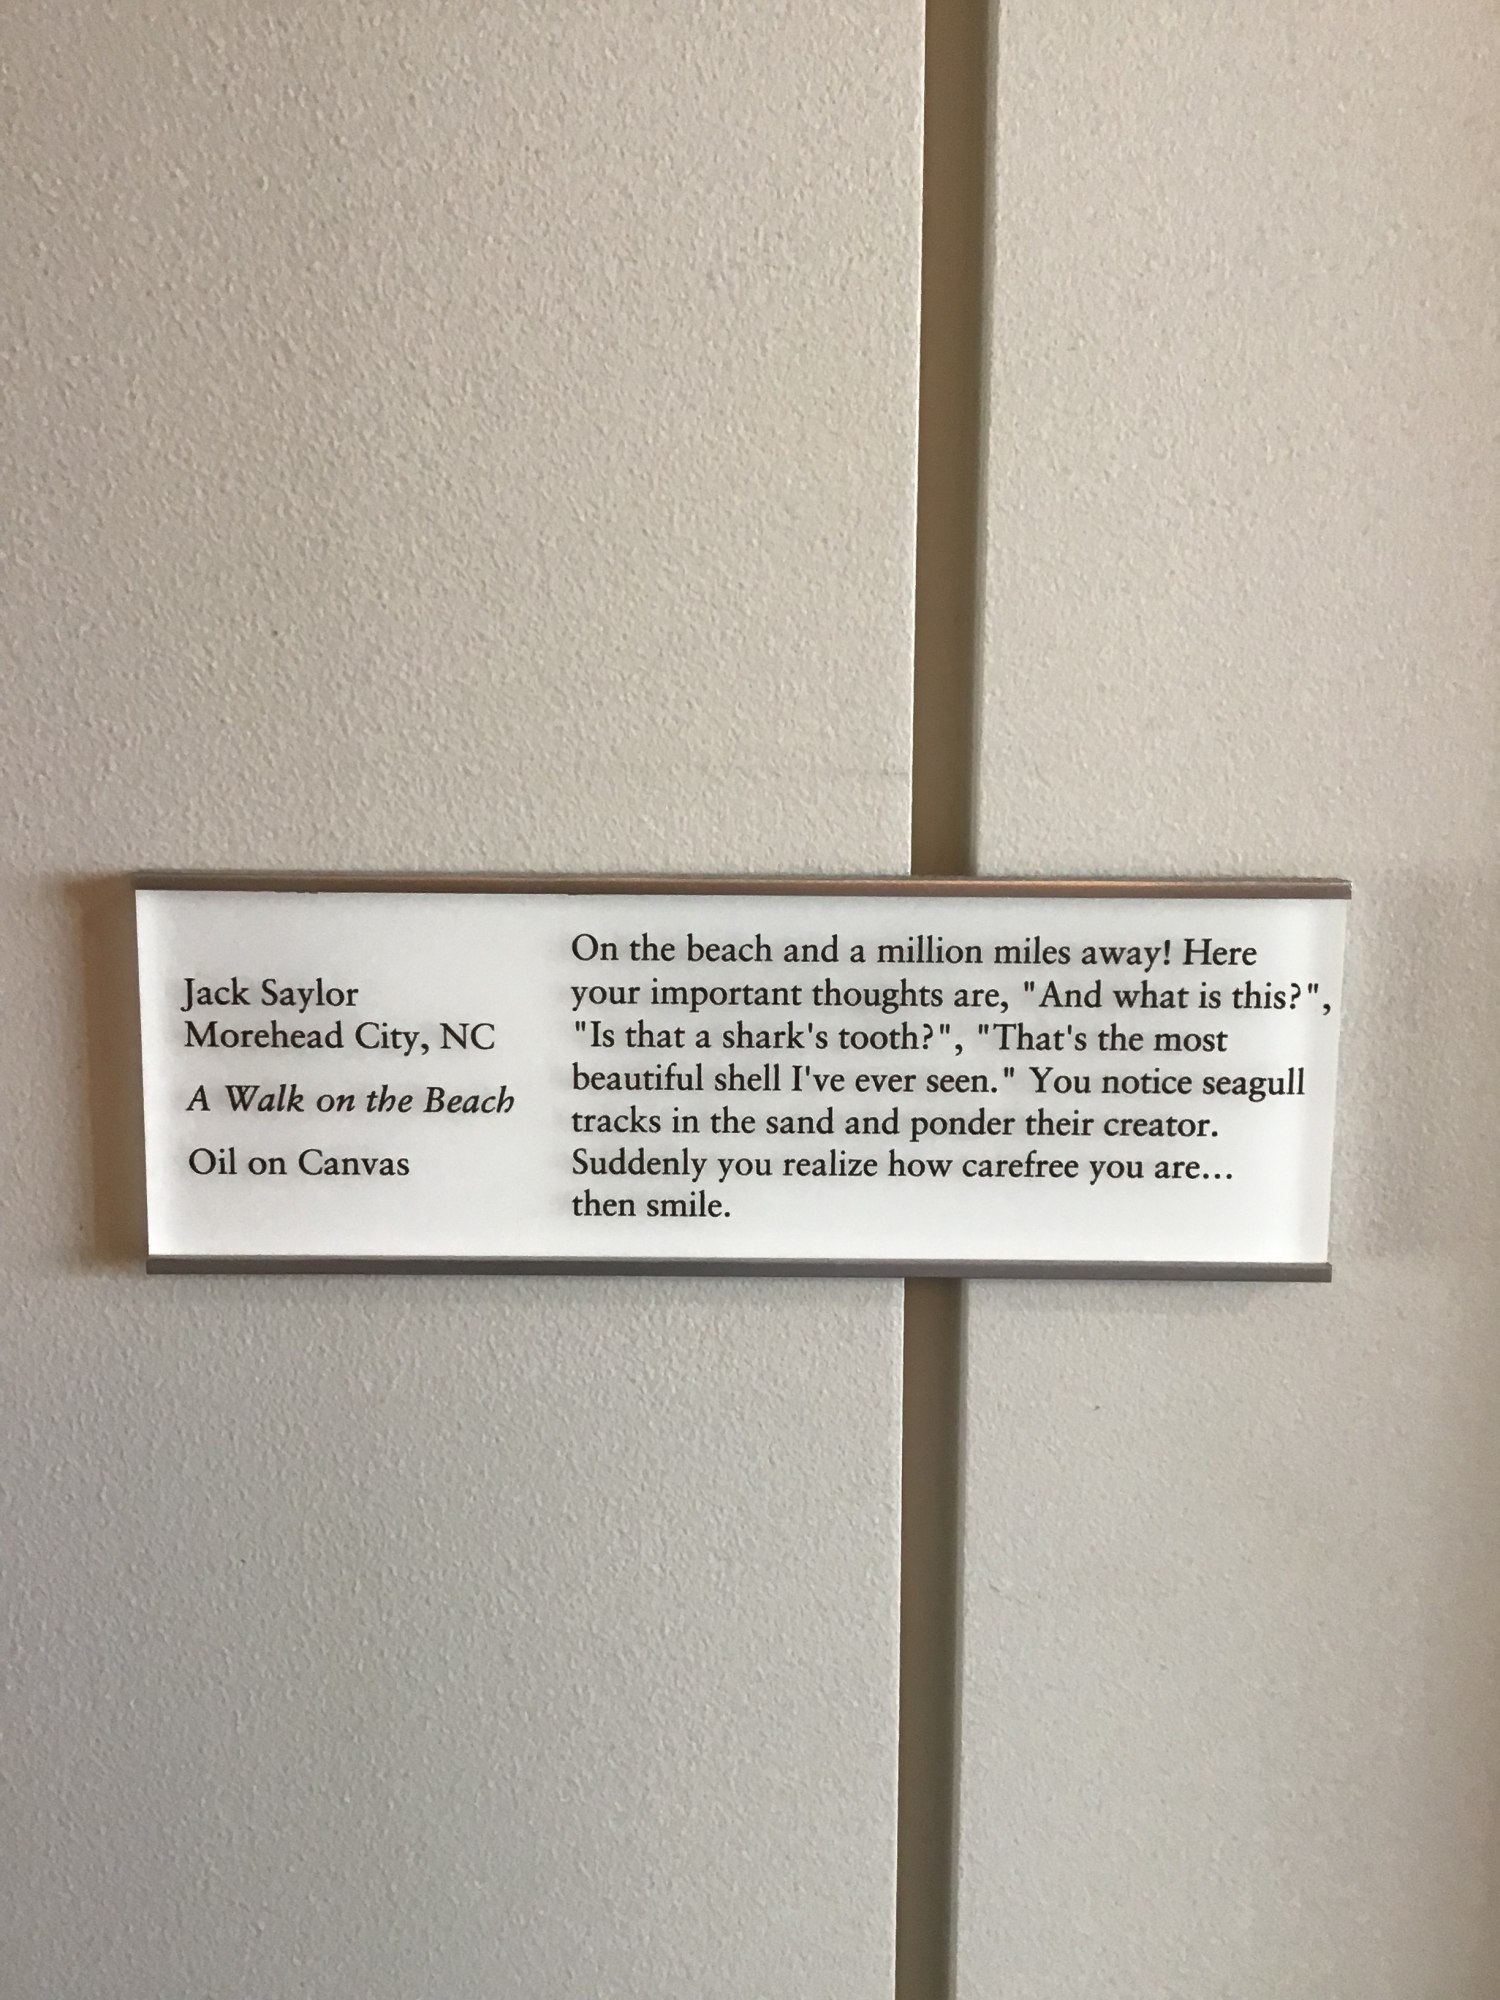 Jack Saylor
Morehead City, NC
A Walk on the Beach
Oil on Canvas
On the beach and a million miles away! Here
your important thoughts are, "And what is this?",
"Is that a shark's tooth?", "That's the most
beautiful shell I've ever seen." You notice seagull
tracks in the sand and ponder their creator.
Suddenly you realize how carefree you are...
then smile.